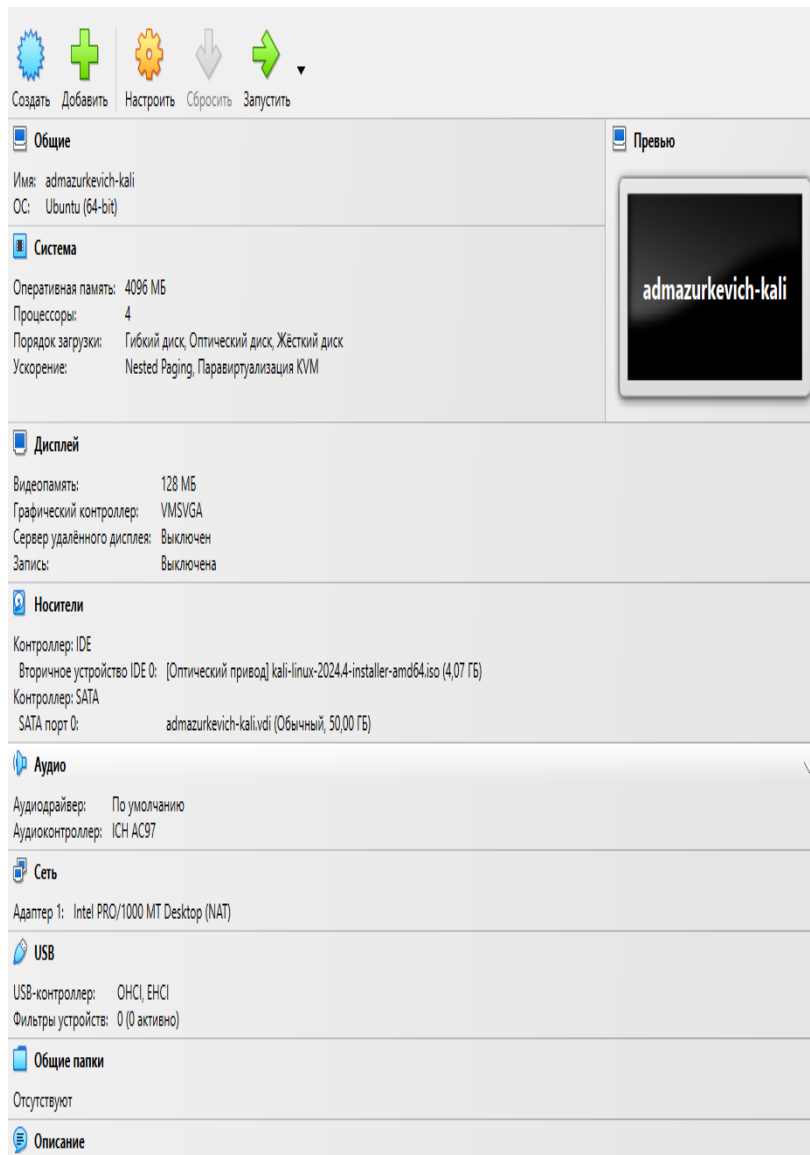 Создать Добавить Настроить Сбросить Запустить
Общие
Имя: admazurkevich-kali
ОС: Ubuntu (64-bit)
Превью
admazurkevich-kali
Система
Оперативная память: 4096 МБ
Процессоры: 4
Порядок загрузки: Гибкий диск, Оптический диск, Жёсткий диск
Ускорение: Nested Paging, Паравиртуализация KVM
Дисплей
Видеопамять: 128 МБ
Графический контроллер: VMSVGA
Сервер удалённого дисплея: Выключен
Запись: Выключена
Носители
Контроллер: IDE
Вторичное устройство IDE 0: [Оптический привод] kali-linux-2024.4-installer-amd64.iso (4,07 ГБ)
Контроллер: SATA
SATA порт 0: admazurkevich-kali.vdi (Обычный, 50,00 ГБ)
Аудио
Аудиодрайвер: По умолчанию
Аудиоконтроллер: ICH AC97
Сеть
Адаптер 1: Intel PRO/1000 MT Desktop (NAT)
USB
USB-контроллер: OHCI, EHCI
Фильтры устройств: 0 (0 активно)
Общие папки
Отсутствуют
Описание